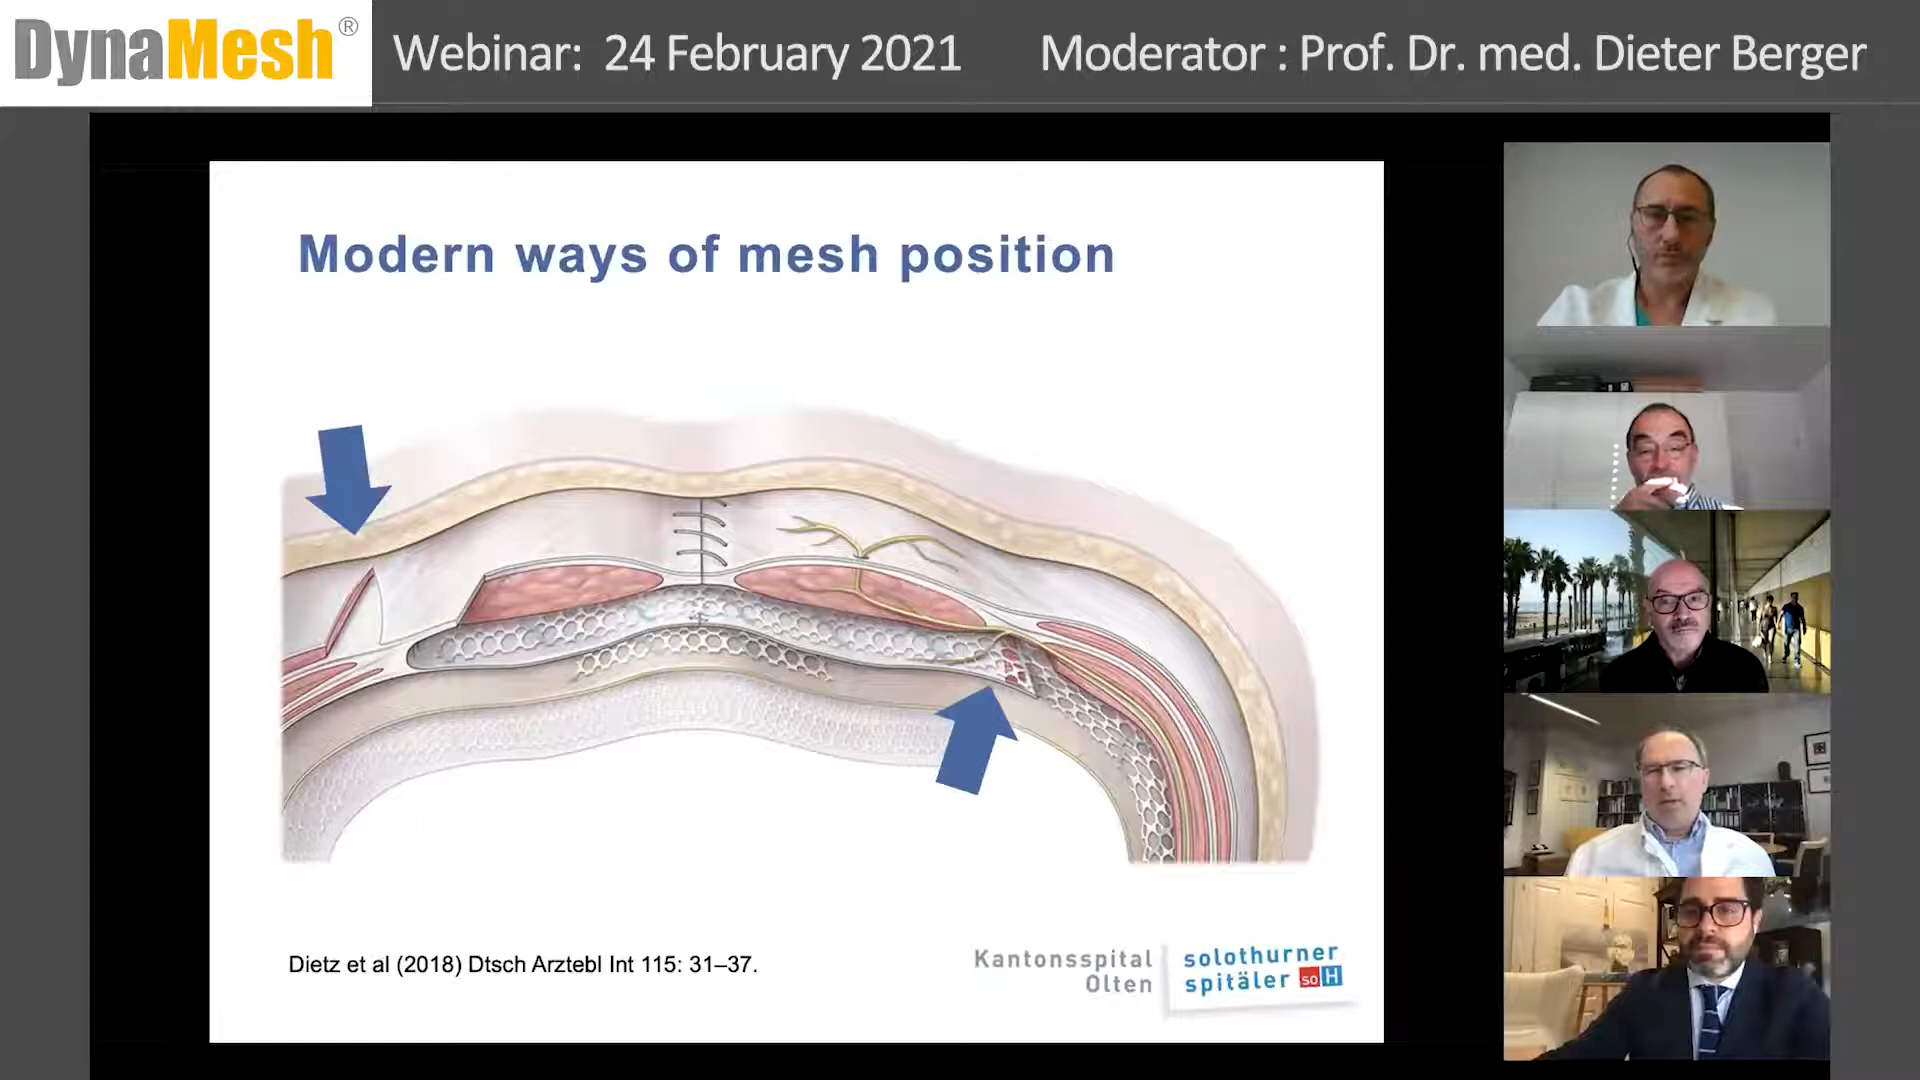 DynaMesh®
Webinar: 24 February 2021
Moderator : Prof. Dr. med. Dieter Berger
Modern ways of mesh position
Dietz et al (2018) Dtsch Arztebl Int 115: 31–37.
Kantonsspital
Olten
solothurner
spitäler soH